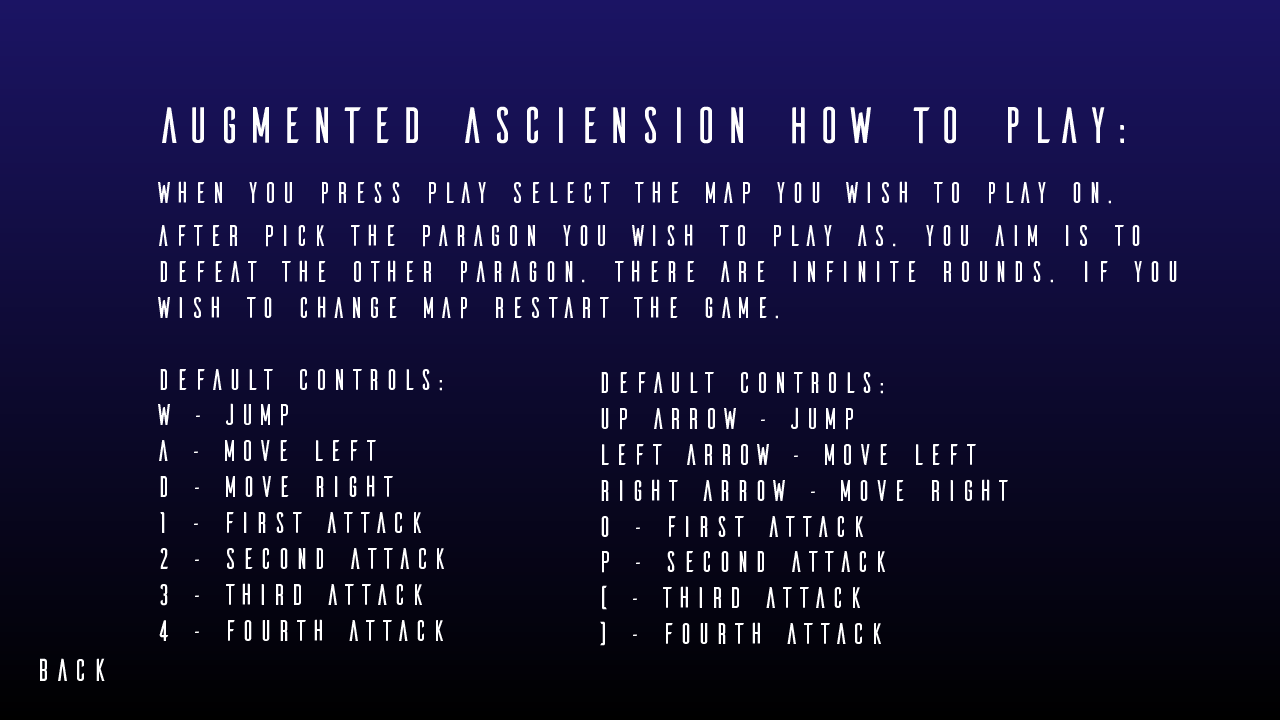 AUGMENTED ASCIENSION HOW TO PLAY:
WHEN YOU PRESS PLAY SELECT THE MAP YOU WISH TO PLAY ON.
AFTER PICK THE PARAGON YOU WISH TO PLAY AS. YOU AIM IS TO
DEFEAT THE OTHER PARAGON. THERE ARE INFINITE ROUNDS. IF YOU
WISH TO CHANGE MAP RESTART THE GAME.
DEFAULT CONTROLS:
W - JUMP
A - MOVE LEFT
D - MOVE RIGHT
1 - FIRST ATTACK
2 - SECOND ATTACK
3 - THIRD ATTACK
4 - FOURTH ATTACK
DEFAULT CONTROLS:
UP ARROW - JUMP
LEFT ARROW - MOVE LEFT
RIGHT ARROW - MOVE RIGHT
O - FIRST ATTACK
P - SECOND ATTACK
[ - THIRD ATTACK
] - FOURTH ATTACK
BACK